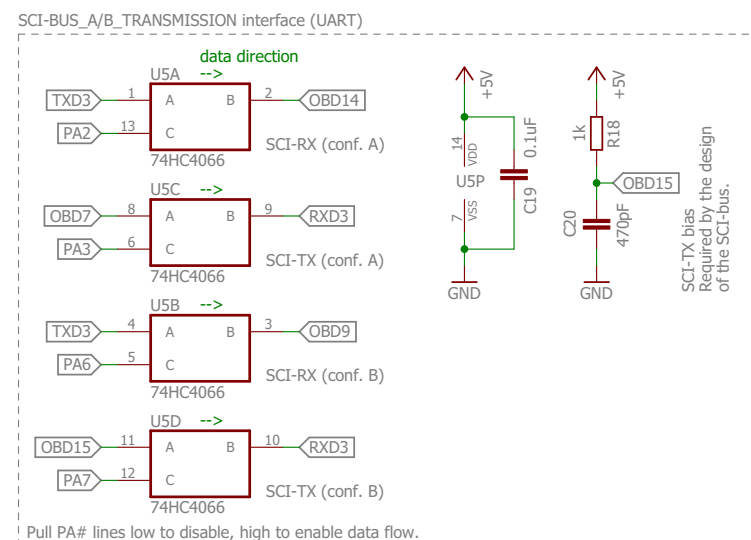 SCI-BUS_A/B_TRANSMISSION interface (UART)
data direction
U5A -->
TXD3 1 A B 2 OBD14
PA2 13 C
SCI-RX (conf. A)
74HC4066
U5C -->
OBD7 8 A B 9 RXD3
PA3 6 C
SCI-TX (conf. A)
74HC4066
U5B -->
TXD3 4 A B 3 OBD9
PA6 5 C
SCI-RX (conf. B)
74HC4066
U5D -->
OBD15 11 A B 10 RXD3
PA7 12 C
SCI-TX (conf. B)
74HC4066
Pull PA# lines low to disable, high to enable data flow.
+5V
14
VDD
U5P
7
VSS
0.1uF
C19
GND
+5V
1k
R18
OBD15
C20
470pF
GND
SCI-TX bias
Required by the design
of the SCI-bus.